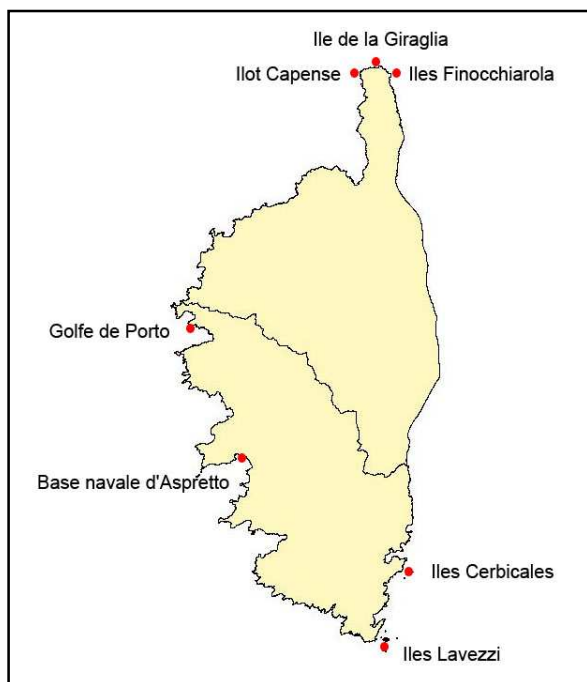 Ile de la Giraglia
Ilot Capense
Iles Finocchiarola
Golfe de Porto
Base navale d'Aspretto
Iles Cerbicales
Iles Lavezzi